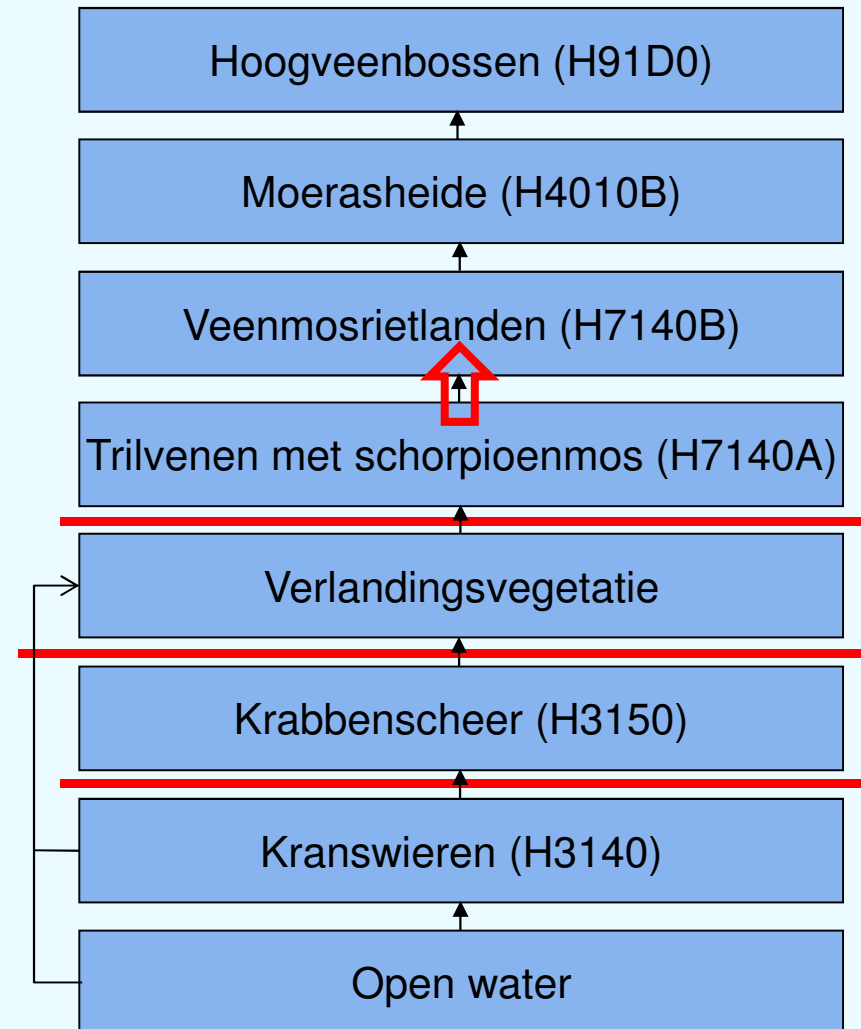 Hoogveenbossen (H91D0)
Moerasheide (H4010B)
Veenmosrietlanden (H7140B)
Trilvenen met schorpioenmos (H7140A)
Verlandingsvegetatie
Krabbenscheer (H3150)
Kranswieren (H3140)
Open water